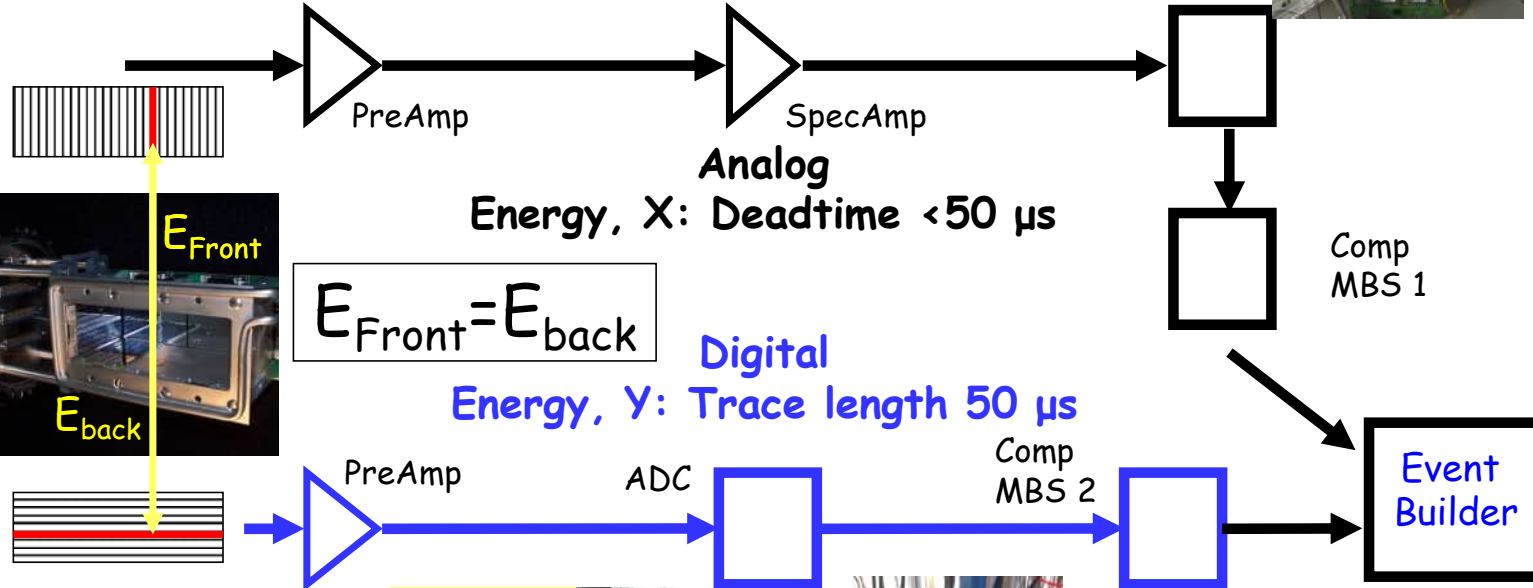 PreAmp
SpecAmp
Analog
Energy, X: Deadtime <50 µs
E_Front
Comp
MBS 1
E_Front=E_back
Digital
Energy, Y: Trace length 50 µs
E_back
PreAmp
ADC
Comp
MBS 2
Event
Builder